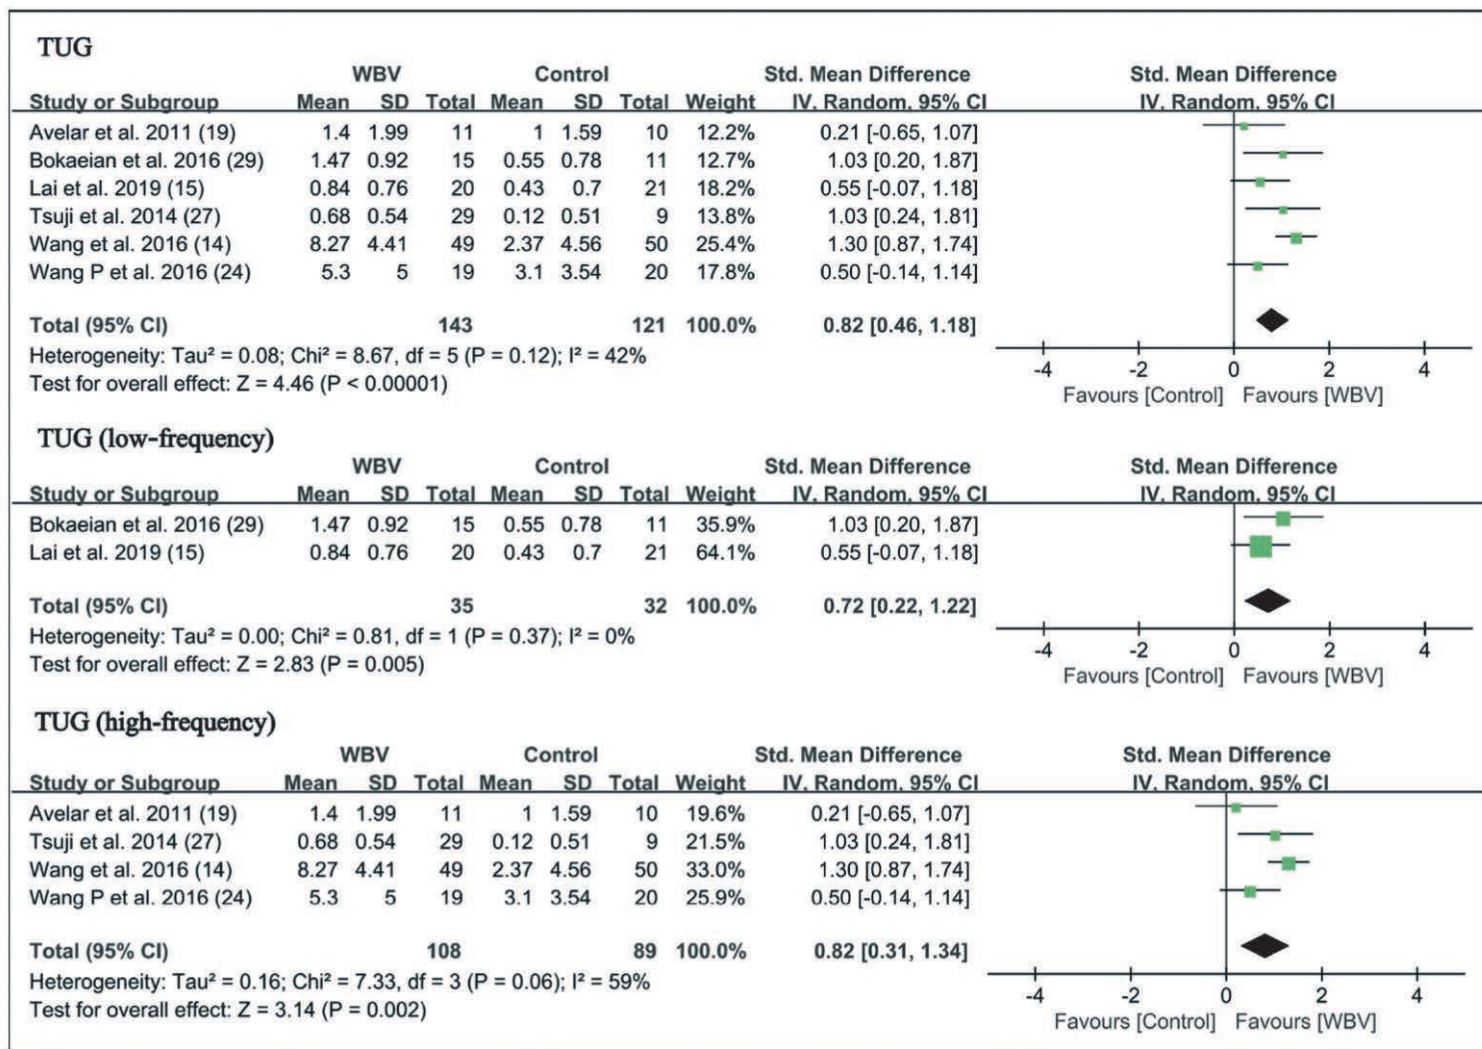 TUG
WBV Control Std. Mean Difference Std. Mean Difference
Study or Subgroup Mean SD Total Mean SD Total Weight IV, Random, 95% CI IV, Random, 95% CI
Avelar et al. 2011 (19) 1.4 1.99 11 1 1.59 10 12.2% 0.21 [-0.65, 1.07]
Bokaeian et al. 2016 (29) 1.47 0.92 15 0.55 0.78 11 12.7% 1.03 [0.20, 1.87]
Lai et al. 2019 (15) 0.84 0.76 20 0.43 0.7 21 18.2% 0.55 [-0.07, 1.18]
Tsuji et al. 2014 (27) 0.68 0.54 29 0.12 0.51 9 13.8% 1.03 [0.24, 1.81]
Wang et al. 2016 (14) 8.27 4.41 49 2.37 4.56 50 25.4% 1.30 [0.87, 1.74]
Wang P et al. 2016 (24) 5.3 5 19 3.1 3.54 20 17.8% 0.50 [-0.14, 1.14]
Total (95% CI) 143 121 100.0% 0.82 [0.46, 1.18]
Heterogeneity: Tau² = 0.08; Chi² = 8.67, df = 5 (P = 0.12); I² = 42%
Test for overall effect: Z = 4.46 (P < 0.00001)
-4 -2 0 2 4
Favours [Control] Favours [WBV]
TUG (low-frequency)
WBV Control Std. Mean Difference Std. Mean Difference
Study or Subgroup Mean SD Total Mean SD Total Weight IV, Random, 95% CI IV, Random, 95% CI
Bokaeian et al. 2016 (29) 1.47 0.92 15 0.55 0.78 11 35.9% 1.03 [0.20, 1.87]
Lai et al. 2019 (15) 0.84 0.76 20 0.43 0.7 21 64.1% 0.55 [-0.07, 1.18]
Total (95% CI) 35 32 100.0% 0.72 [0.22, 1.22]
Heterogeneity: Tau² = 0.00; Chi² = 0.81, df = 1 (P = 0.37); I² = 0%
Test for overall effect: Z = 2.83 (P = 0.005)
-4 -2 0 2 4
Favours [Control] Favours [WBV]
TUG (high-frequency)
WBV Control Std. Mean Difference Std. Mean Difference
Study or Subgroup Mean SD Total Mean SD Total Weight IV, Random, 95% CI IV, Random, 95% CI
Avelar et al. 2011 (19) 1.4 1.99 11 1 1.59 10 19.6% 0.21 [-0.65, 1.07]
Tsuji et al. 2014 (27) 0.68 0.54 29 0.12 0.51 9 21.5% 1.03 [0.24, 1.81]
Wang et al. 2016 (14) 8.27 4.41 49 2.37 4.56 50 33.0% 1.30 [0.87, 1.74]
Wang P et al. 2016 (24) 5.3 5 19 3.1 3.54 20 25.9% 0.50 [-0.14, 1.14]
Total (95% CI) 108 89 100.0% 0.82 [0.31, 1.34]
Heterogeneity: Tau² = 0.16; Chi² = 7.33, df = 3 (P = 0.06); I² = 59%
Test for overall effect: Z = 3.14 (P = 0.002)
-4 -2 0 2 4
Favours [Control] Favours [WBV]